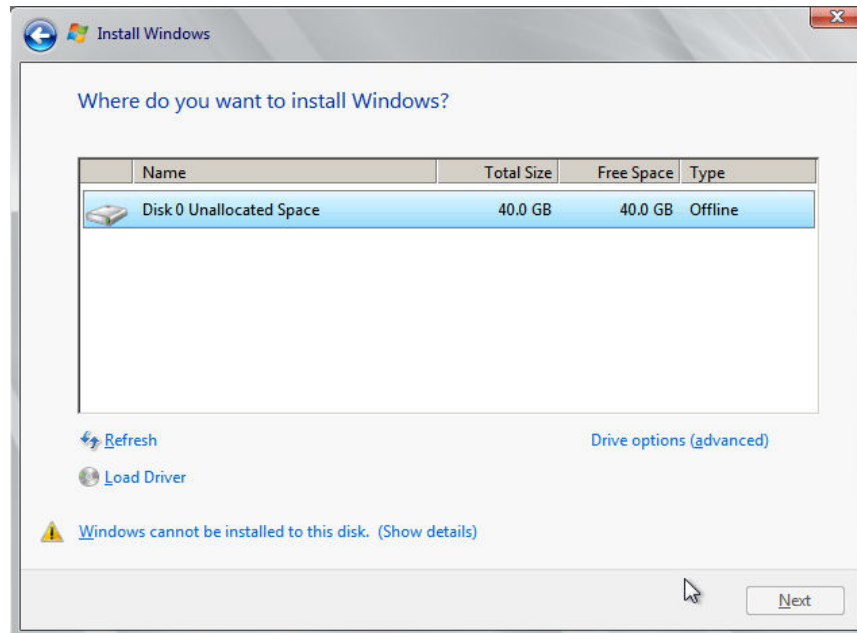 Install Windows
Where do you want to install Windows?
Name Total Size Free Space Type
Disk 0 Unallocated Space 40.0 GB 40.0 GB Offline
Refresh Drive options (advanced)
Load Driver
Windows cannot be installed to this disk. (Show details)
Next